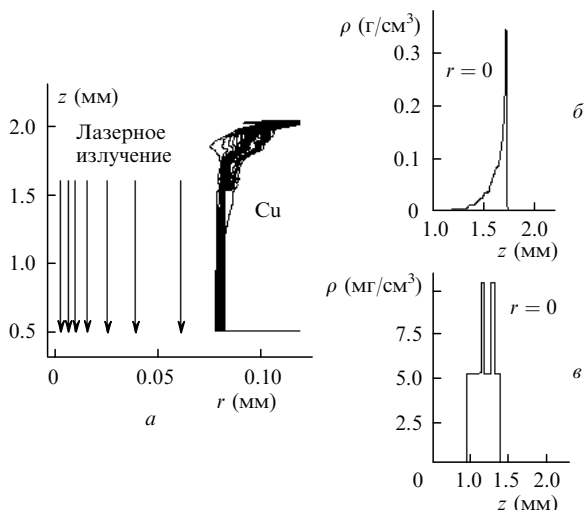 z (мм)
2.0
Лазерное
излучение
1.5
Cu
1.0
0.5
0
0.05
0.10
r (мм)
а
ρ (г/см³)
0.3
r = 0
0.2
0.1
0
1.0
1.5
2.0
z (мм)
б
ρ (мг/см³)
r = 0
7.5
5.0
2.5
1.0
1.5
2.0
z (мм)
в